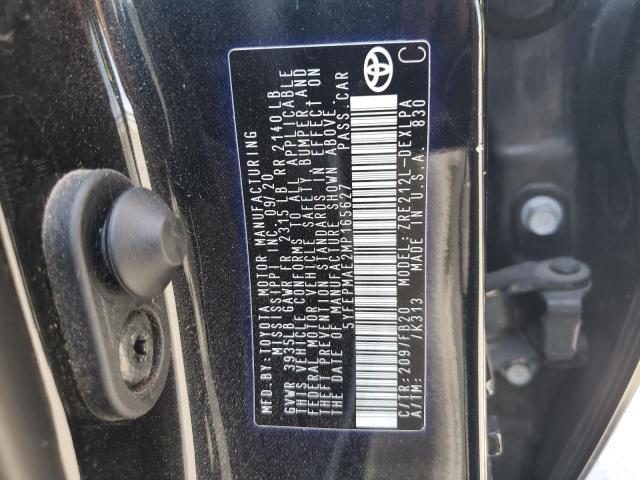 MFD.BY:TOYOTA MOTOR MANUFACTURING
MISSISSIPPI INC. 09/20
GVWR 3935LB GAWR FR 2315 LB RR 2140LB
THIS VEHICLE CONFORMS TO ALL APPLICABLE
FEDERAL MOTOR VEHICLE SAFETY, BUMPER, AND
THEFT PREVENTION STANDARDS IN EFFECT ON
THE DATE OF MANUFACTURE SHOWN ABOVE.
5YFEPMAE2MP165627 PASS.CAR
C/TR:209/FB20 MODEL:ZRE212L-DEXLPA
A/TM: /K313 MADE IN U.S.A. 830
C